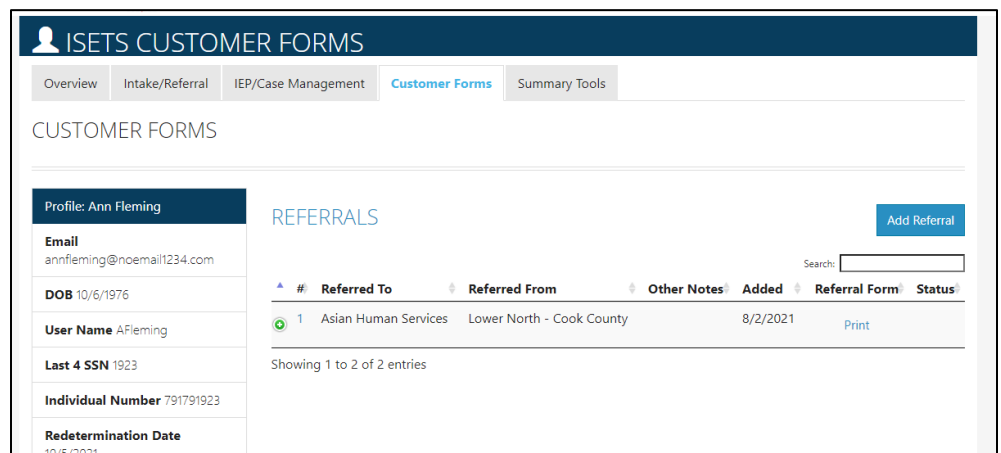 ISETS CUSTOMER FORMS
Overview Intake/Referral IEP/Case Management Customer Forms Summary Tools
CUSTOMER FORMS
Profile: Ann Fleming
Email
annfleming@noemail1234.com
DOB 10/6/1976
User Name AFleming
Last 4 SSN 1923
Individual Number 791791923
Redetermination Date
10/5/2021
REFERRALS
Add Referral
Search:
# Referred To Referred From Other Notes Added Referral Form Status
1 Asian Human Services Lower North - Cook County 8/2/2021 Print
Showing 1 to 2 of 2 entries